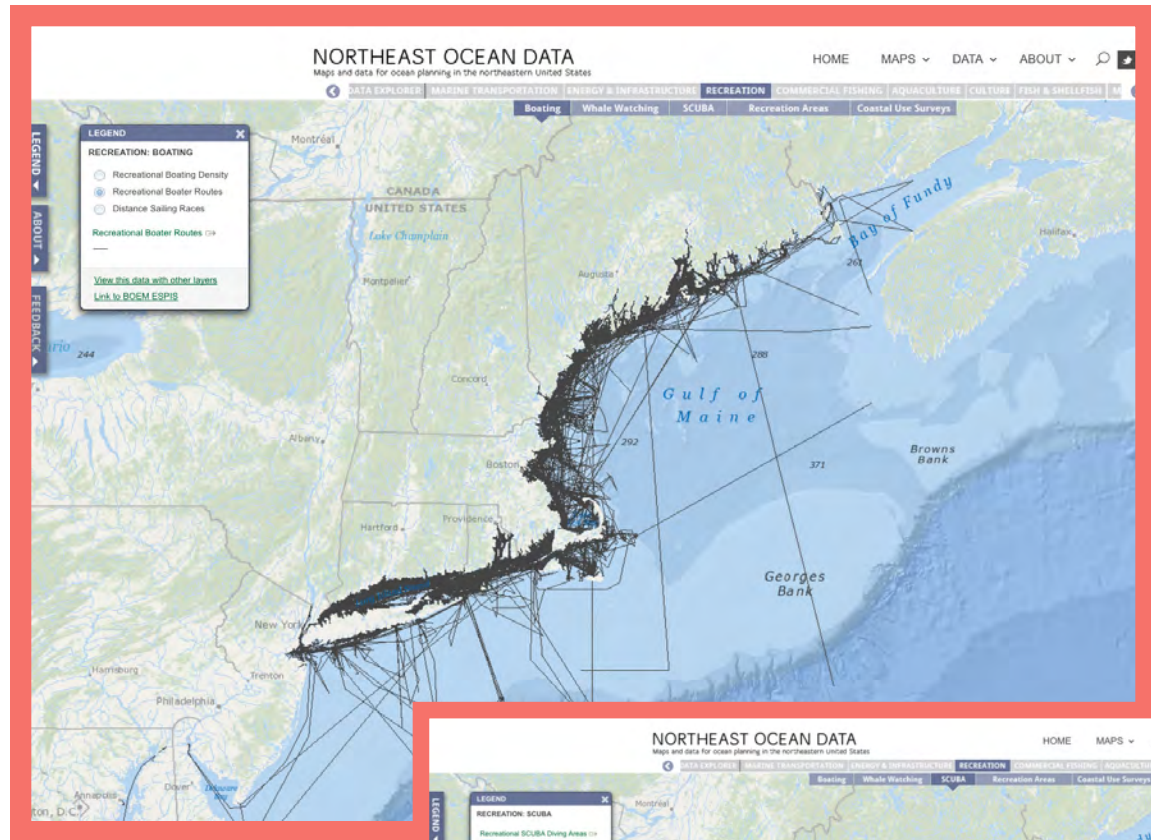 NORTHEAST OCEAN DATA
Maps and data for ocean planning in the northeastern United States
HOME MAPS DATA ABOUT
DATA EXPLORER MARINE TRANSPORTATION ENERGY & INFRASTRUCTURE RECREATION COMMERCIAL FISHING AQUACULTURE CULTURE FISH & SHELLFISH M
Boating Whale Watching SCUBA Recreation Areas Coastal Use Surveys
LEGEND
ABOUT
FEEDBACK
LEGEND
RECREATION: BOATING
Recreational Boating Density
Recreational Boater Routes
Distance Sailing Races
Recreational Boater Routes
View this data with other layers
Link to BOEM ESPIS
Montréal
CANADA
UNITED STATES
Lake Champlain
Montpelier
Augusta
Bay of Fundy
Halifax
261
rio
244
288
Concord
Gulf of
Maine
292
371
Browns
Bank
Albany
Boston
Hartford
Providence
Georges
Bank
New York
Harrisburg
Trenton
Philadelphia
Dover
Delaware
Bay
Annapolis
ton, D.C.
NORTHEAST OCEAN DATA
Maps and data for ocean planning in the northeastern United States
HOME MAPS
DATA EXPLORER MARINE TRANSPORTATION ENERGY & INFRASTRUCTURE RECREATION COMMERCIAL FISHING AQUACULTU
Boating Whale Watching SCUBA Recreation Areas Coastal Use Surveys
LEGEND
LEGEND
RECREATION: SCUBA
Recreational SCUBA Diving Areas
Montréal